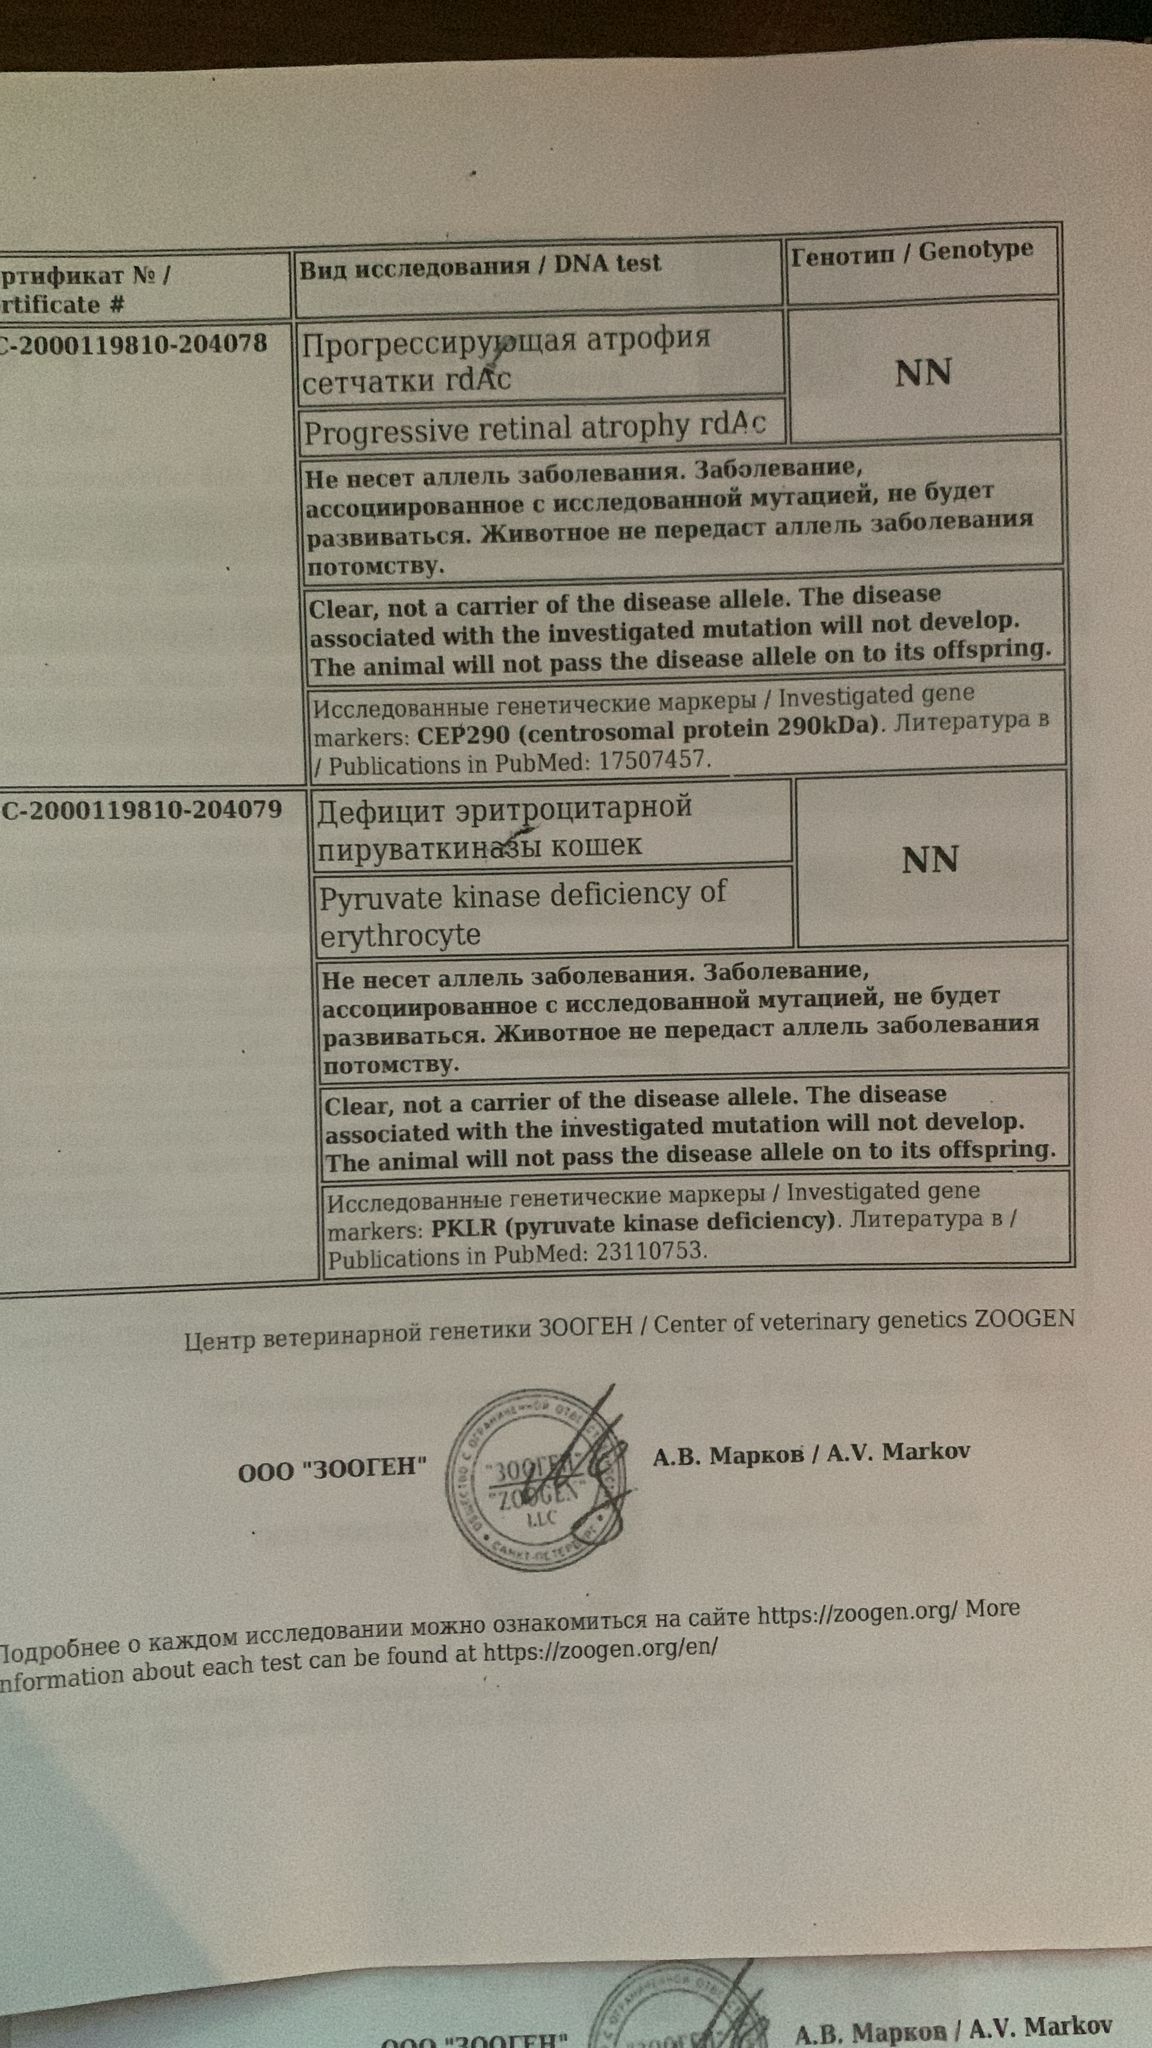 ртификат № /
rtificate #
Вид исследования / DNA test
Генотип / Genotype
C-2000119810-204078
Прогрессирующая атрофия
сетчатки rdAc
NN
Progressive retinal atrophy rdAc
Не несет аллель заболевания. Заболевание,
ассоциированное с исследованной мутацией, не будет
развиваться. Животное не передаст аллель заболевания
потомству.
Clear, not a carrier of the disease allele. The disease
associated with the investigated mutation will not develop.
The animal will not pass the disease allele on to its offspring.
Исследованные генетические маркеры / Investigated gene
markers: CEP290 (centrosomal protein 290kDa). Литература в
/ Publications in PubMed: 17507457.
C-2000119810-204079
Дефицит эритроцитарной
пируваткиназы кошек
NN
Pyruvate kinase deficiency of
erythrocyte
Не несет аллель заболевания. Заболевание,
ассоциированное с исследованной мутацией, не будет
развиваться. Животное не передаст аллель заболевания
потомству.
Clear, not a carrier of the disease allele. The disease
associated with the investigated mutation will not develop.
The animal will not pass the disease allele on to its offspring.
Исследованные генетические маркеры / Investigated gene
markers: PKLR (pyruvate kinase deficiency). Литература в /
Publications in PubMed: 23110753.
Центр ветеринарной генетики ЗООГЕН / Center of veterinary genetics ZOOGEN
ООО "ЗООГЕН"
ОБЩЕСТВО С ОГРАНИЧЕННОЙ
САНКТ-ПЕТЕРБУРГ
"ЗООГЕН"
"ZOOGEN"
LLC
А.В. Марков / A.V. Markov
Подробнее о каждом исследовании можно ознакомиться на сайте https://zoogen.org/ More
nformation about each test can be found at https://zoogen.org/en/
ООО "ЗООГЕН"
А.В. Марков / A.V. Markov